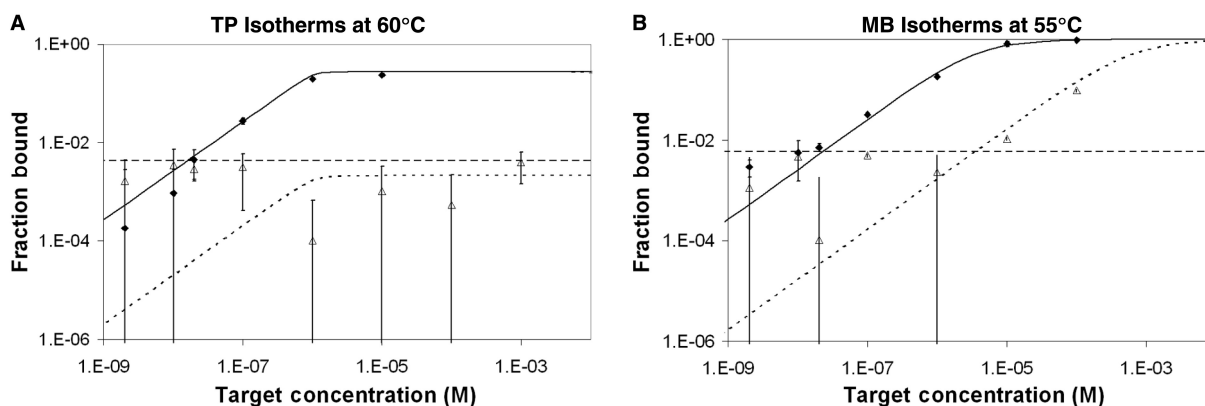 A
TP Isotherms at 60°C
1.E+00
1.E-02
1.E-04
1.E-06
Fraction bound
1.E-09
1.E-07
1.E-05
1.E-03
Target concentration (M)
B
MB Isotherms at 55°C
1.E+00
1.E-02
1.E-04
1.E-06
Fraction bound
1.E-09
1.E-07
1.E-05
1.E-03
Target concentration (M)